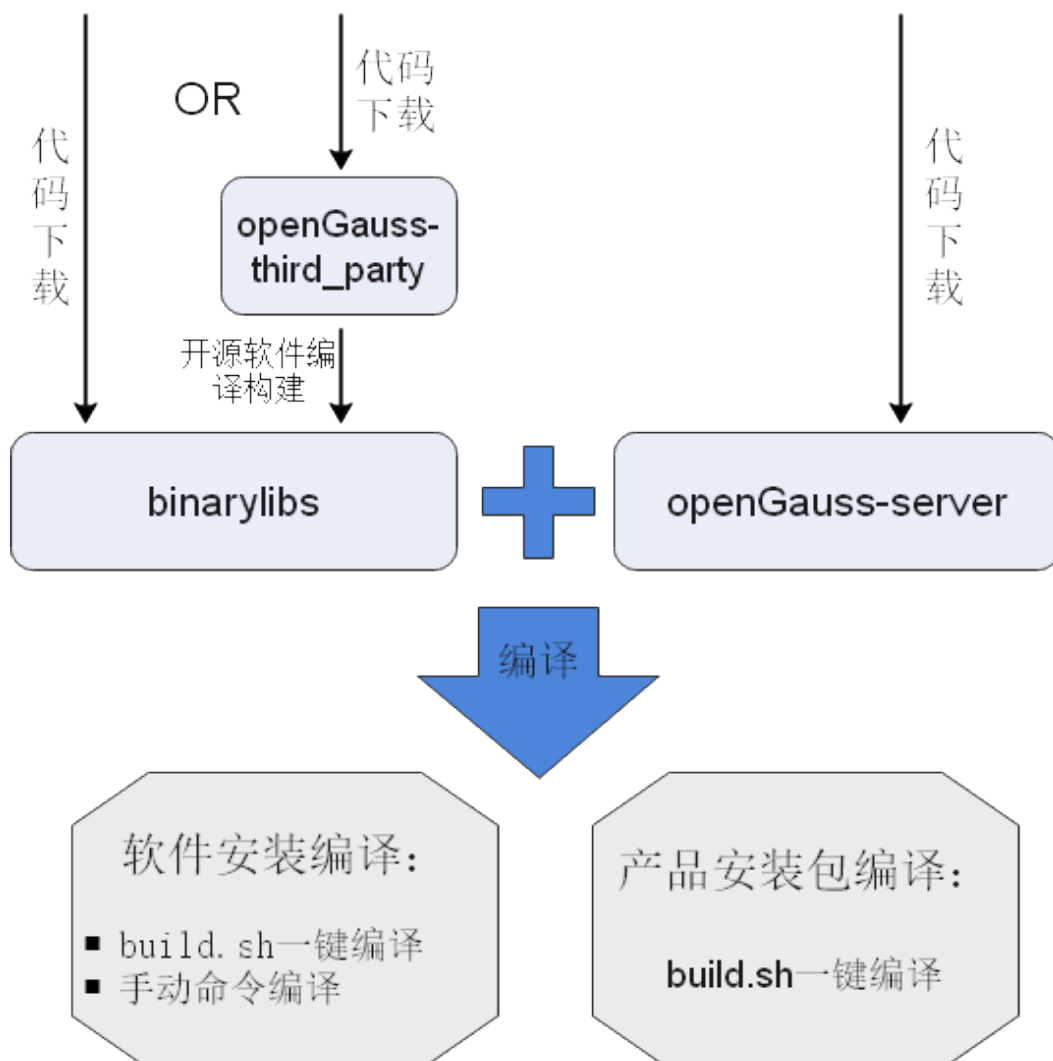 OR
代码
下载
代
码
下
载
代
码
下
载
openGauss-
third_party
开源软件编
译构建
binarylibs
openGauss-server
编译
软件安装编译：
■ build.sh一键编译
■ 手动命令编译
产品安装包编译：
build.sh一键编译